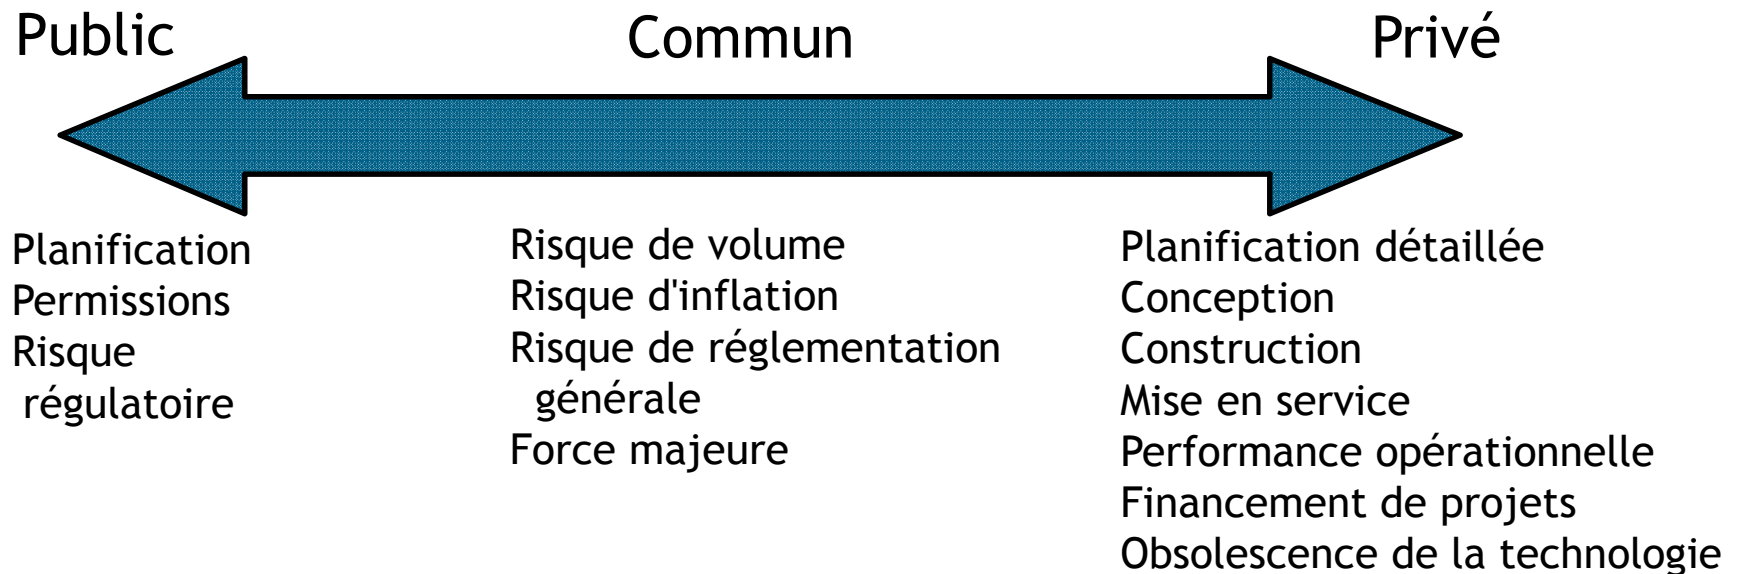 Public
Commun
Privé
Planification
Permissions
Risque
régulatoire
Risque de volume
Risque d'inflation
Risque de réglementation
générale
Force majeure
Planification détaillée
Conception
Construction
Mise en service
Performance opérationnelle
Financement de projets
Obsolescence de la technologie